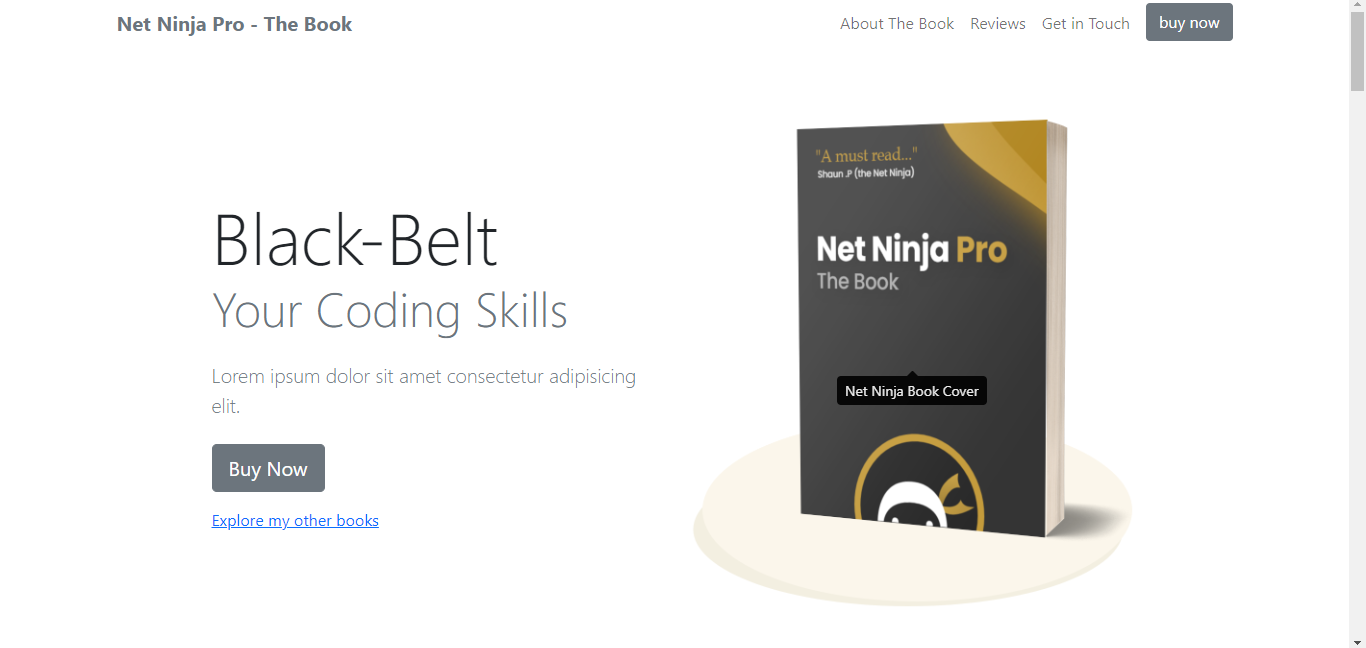 Net Ninja Pro - The Book
About The Book
Reviews
Get in Touch
buy now
Black-Belt
Your Coding Skills
Lorem ipsum dolor sit amet consectetur adipisicing
elit.
Buy Now
Explore my other books
"A must read..."
Shaun .P (the Net Ninja)
Net Ninja Pro
The Book
Net Ninja Book Cover